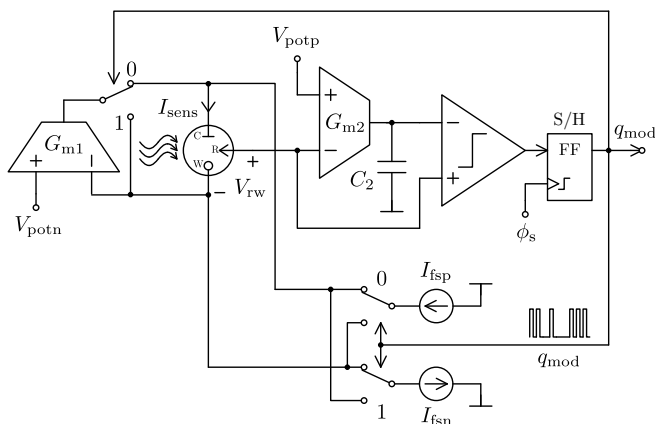 V_potp
0
I_sens
G_m1
1
C
R
W
+
−
V_rw
V_potn
+
−
G_m2
+
−
C_2
−
+
S/H
FF
q_mod
ϕ_s
0
I_fsp
q_mod
1
I_fsn